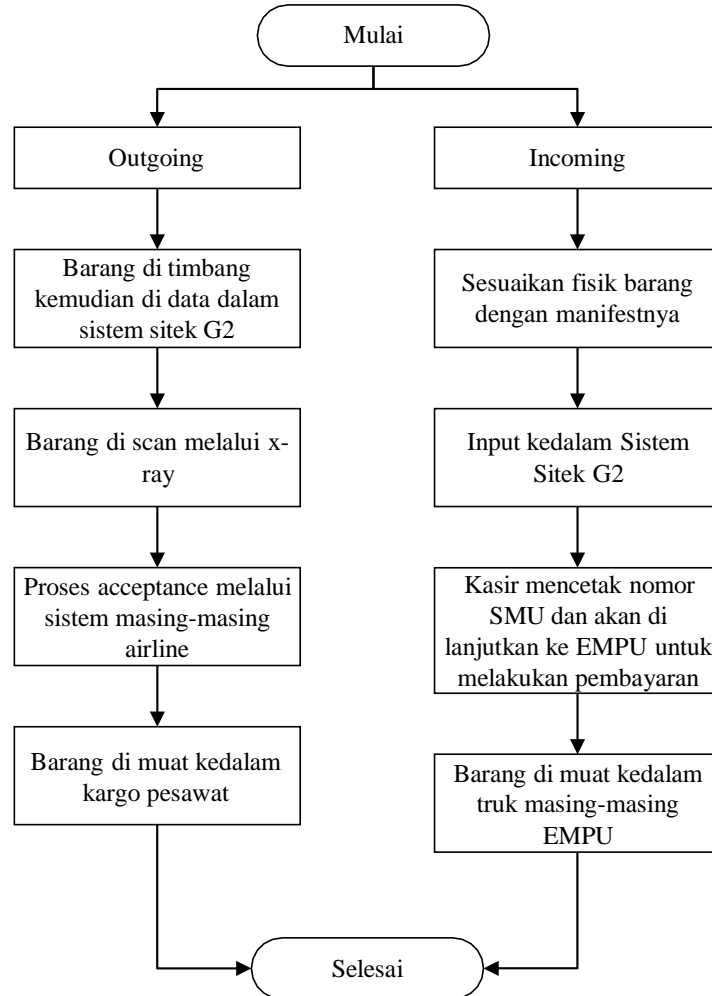 Mulai
Outgoing
Incoming
Barang di timbang
kemudian di data dalam
sistem sitek G2
Sesuaikan fisik barang
dengan manifestnya
Barang di scan melalui x-
ray
Input kedalam Sistem
Sitek G2
Proses acceptance melalui
sistem masing-masing
airline
Kasir mencetak nomor
SMU dan akan di
lanjutkan ke EMPU untuk
melakukan pembayaran
Barang di muat kedalam
kargo pesawat
Barang di muat kedalam
truk masing-masing
EMPU
Selesai